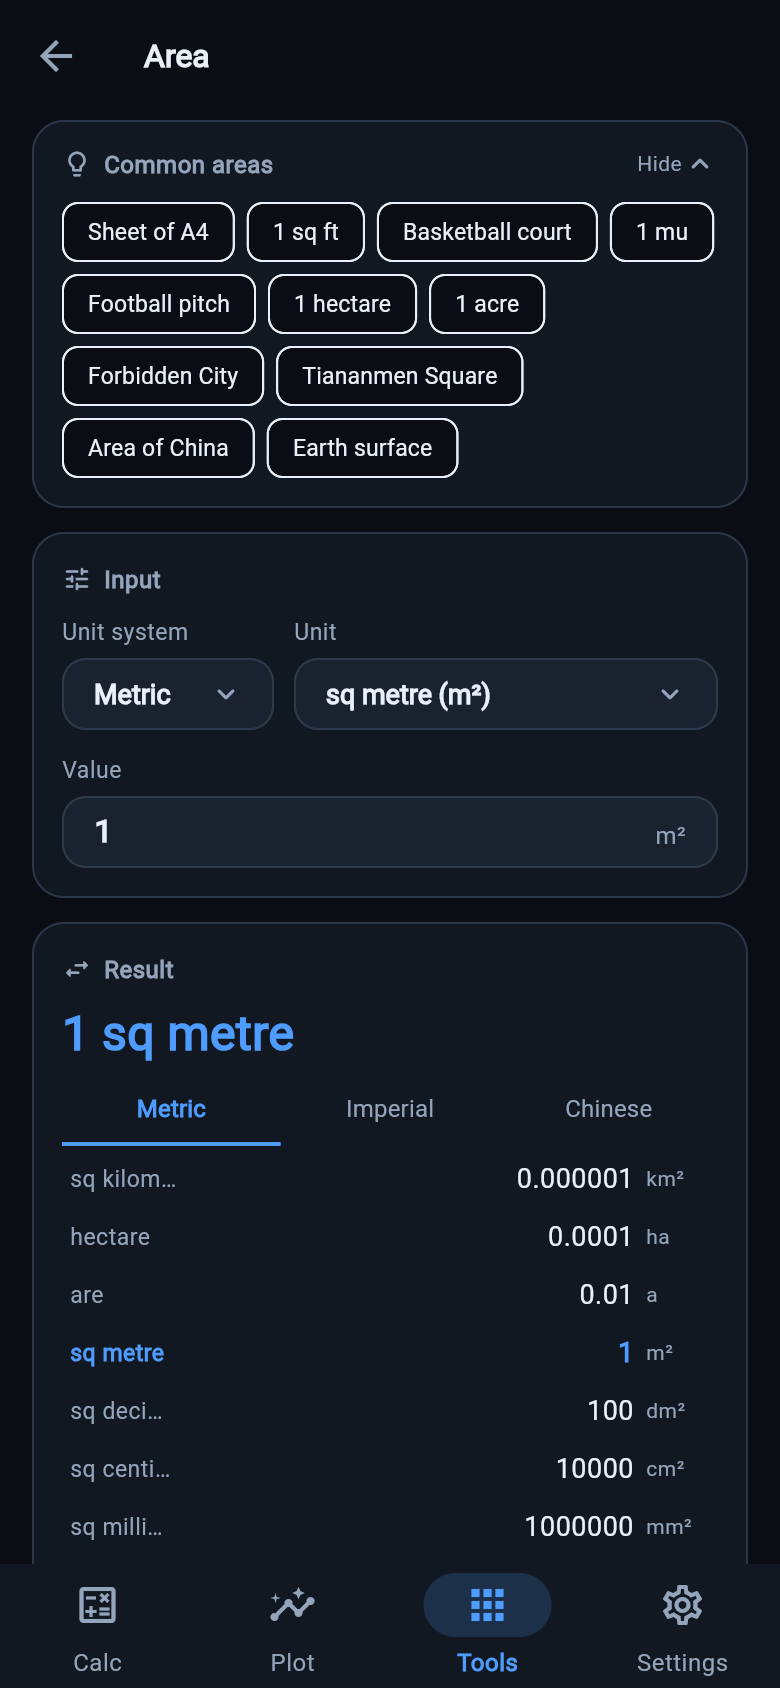 Area
Common areas Hide
Sheet of A4 1 sq ft Basketball court 1 mu
Football pitch 1 hectare 1 acre
Forbidden City Tiananmen Square
Area of China Earth surface
Input
Unit system Unit
Metric sq metre (m²)
Value
1 m²
Result
1 sq metre
Metric Imperial Chinese
sq kilom... 0.000001 km²
hectare 0.0001 ha
are 0.01 a
sq metre 1 m²
sq deci... 100 dm²
sq centi... 10000 cm²
sq milli... 1000000 mm²
Calc Plot Tools Settings